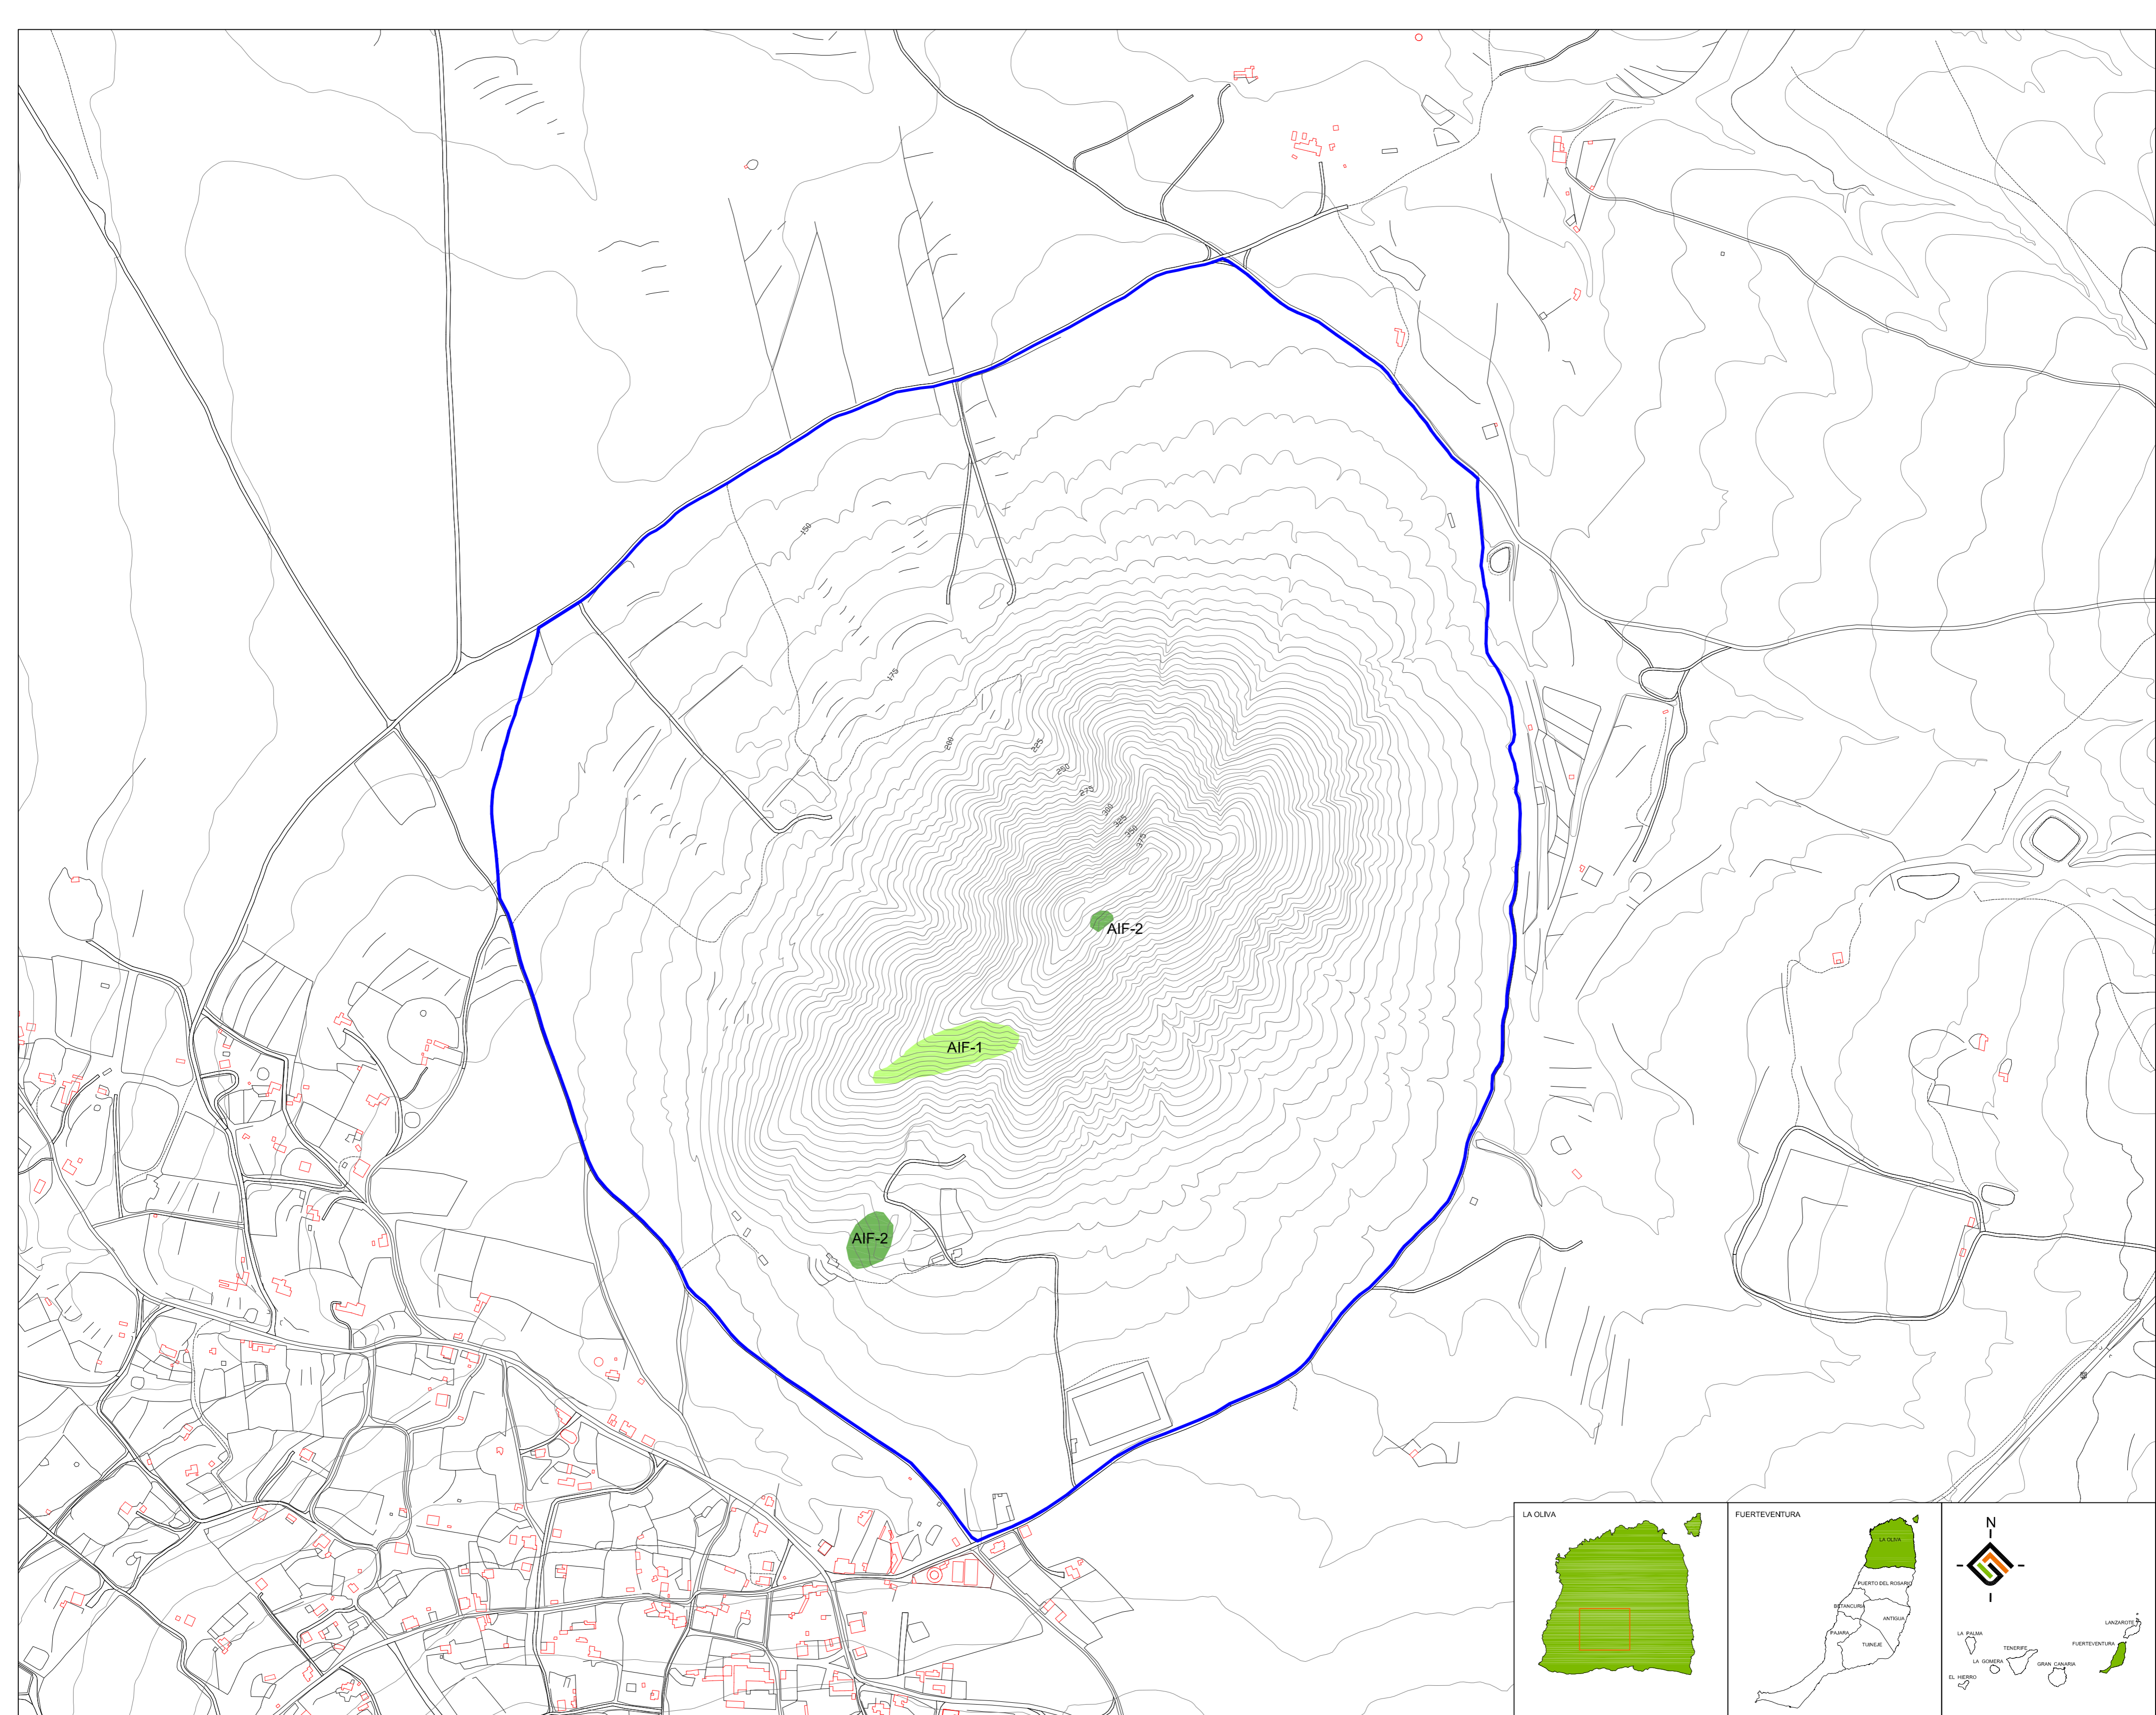 150
175
200
225
250
275
300
325
350
375
AIF-2
AIF-1
AIF-2
LA OLIVA
FUERTEVENTURA
LA OLIVA
PUERTO DEL ROSARIO
BETANCURIA
ANTIGUA
PAJARA
TUINEJE
N
LANZAROTE
LA PALMA
FUERTEVENTURA
TENERIFE
LA GOMERA
GRAN CANARIA
EL HIERRO